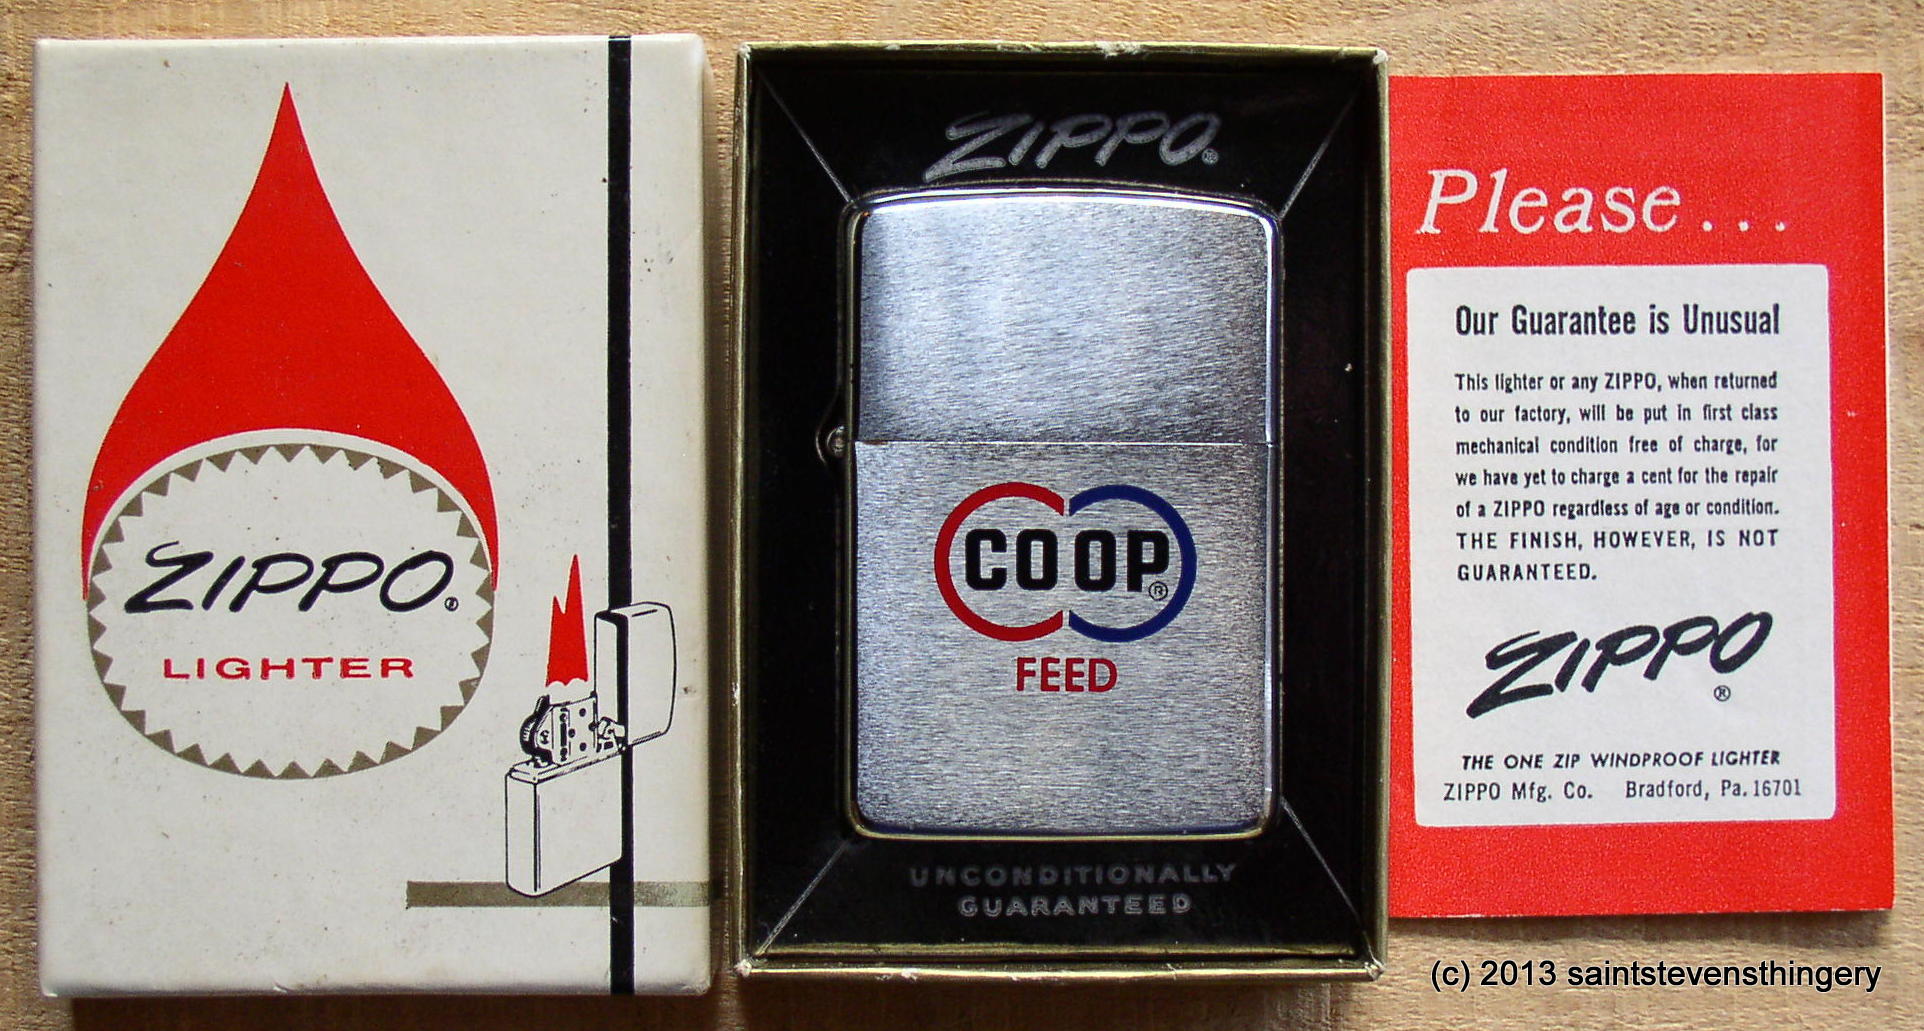 ZIPPO®
LIGHTER
ZIPPO®
CO OP®
FEED
UNCONDITIONALLY
GUARANTEED
Please...
Our Guarantee is Unusual
This lighter or any ZIPPO, when returned
to our factory, will be put in first class
mechanical condition free of charge, for
we have yet to charge a cent for the repair
of a ZIPPO regardless of age or condition.
THE FINISH, HOWEVER, IS NOT
GUARANTEED.
ZIPPO®
THE ONE ZIP WINDPROOF LIGHTER
ZIPPO Mfg. Co. Bradford, Pa. 16701
(c) 2013 saintstevensthingery